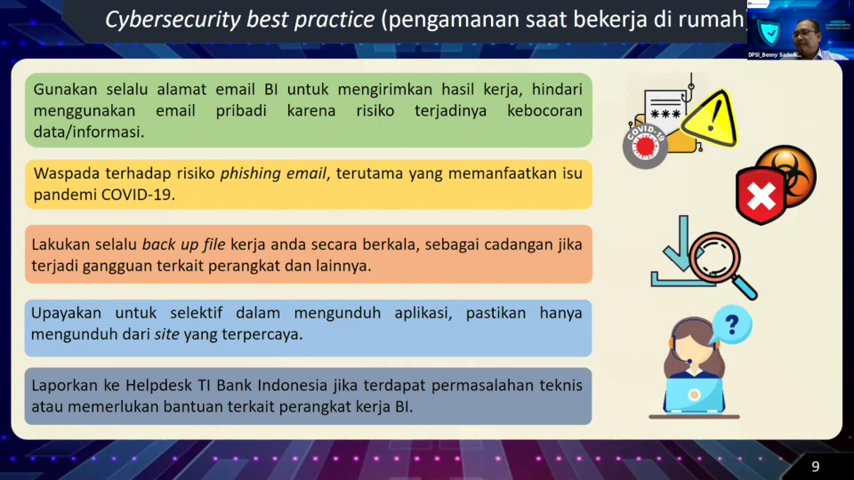 Cybersecurity best practice (pengamanan saat bekerja di rumah
Gunakan selalu alamat email BI untuk mengirimkan hasil kerja, hindari
menggunakan email pribadi karena risiko terjadinya kebocoran
data/informasi.
Waspada terhadap risiko phishing email, terutama yang memanfaatkan isu
pandemi COVID-19.
Lakukan selalu back up file kerja anda secara berkala, sebagai cadangan jika
terjadi gangguan terkait perangkat dan lainnya.
Upayakan untuk selektif dalam mengunduh aplikasi, pastikan hanya
mengunduh dari site yang terpercaya.
Laporkan ke Helpdesk TI Bank Indonesia jika terdapat permasalahan teknis
atau memerlukan bantuan terkait perangkat kerja BI.
***
COVID-19
?
9